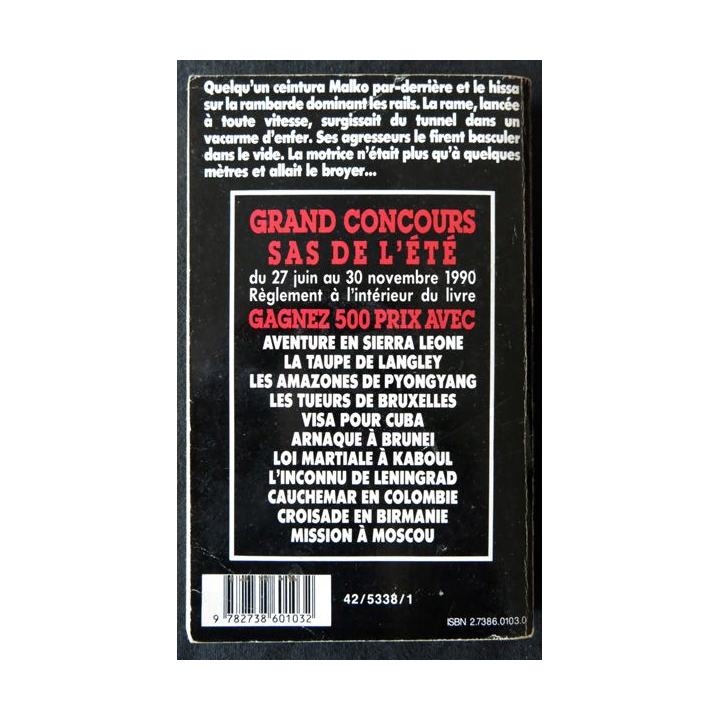 Quelqu'un ceintura Malko par-derrière et le hissa
sur la rambarde dominant les rails. La rame, lancée
à toute vitesse, surgissait du tunnel dans un
vacarme d'enfer. Ses agresseurs le firent basculer
dans le vide. La motrice n'était plus qu'à quelques
mètres et allait le broyer...
GRAND CONCOURS
SAS DE L'ÉTÉ
du 27 juin au 30 novembre 1990
Règlement à l'intérieur du livre
GAGNEZ 500 PRIX AVEC
AVENTURE EN SIERRA LEONE
LA TAUPE DE LANGLEY
LES AMAZONES DE PYONGYANG
LES TUEURS DE BRUXELLES
VISA POUR CUBA
ARNAQUE À BRUNEI
LOI MARTIALE À KABOUL
L'INCONNU DE LENINGRAD
CAUCHEMAR EN COLOMBIE
CROISADE EN BIRMANIE
MISSION À MOSCOU
42/5338/1
9 782738 601032
ISBN 2.7386.0103.0